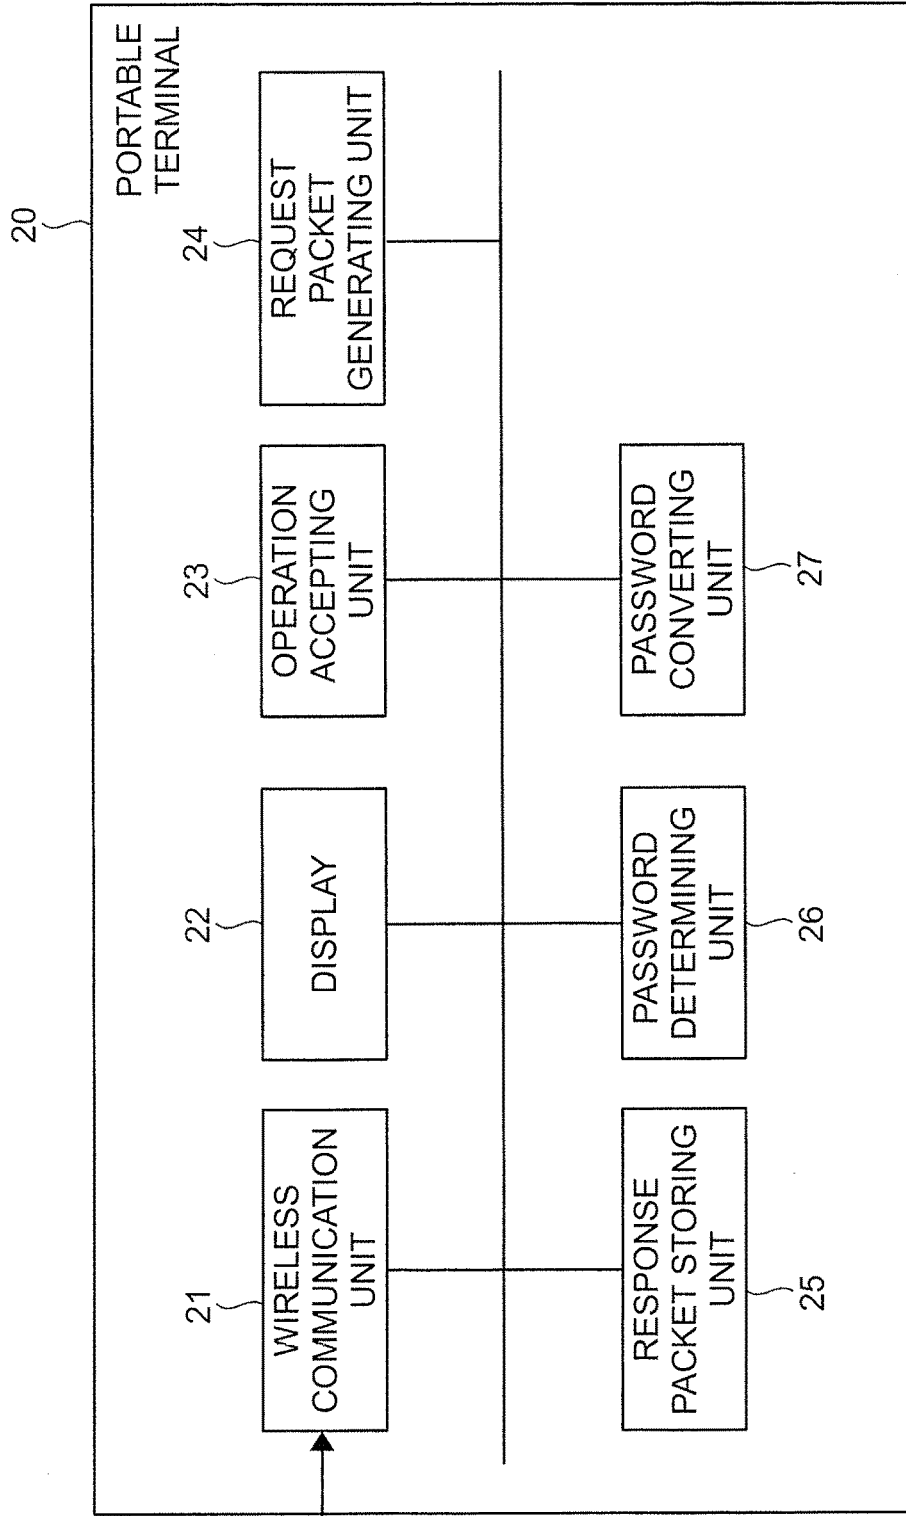 20
PORTABLE
TERMINAL
21
WIRELESS
COMMUNICATION
UNIT
22
DISPLAY
23
OPERATION
ACCEPTING
UNIT
24
REQUEST
PACKET
GENERATING UNIT
RESPONSE
PACKET STORING
UNIT
25
PASSWORD
DETERMINING
UNIT
26
PASSWORD
CONVERTING
UNIT
27